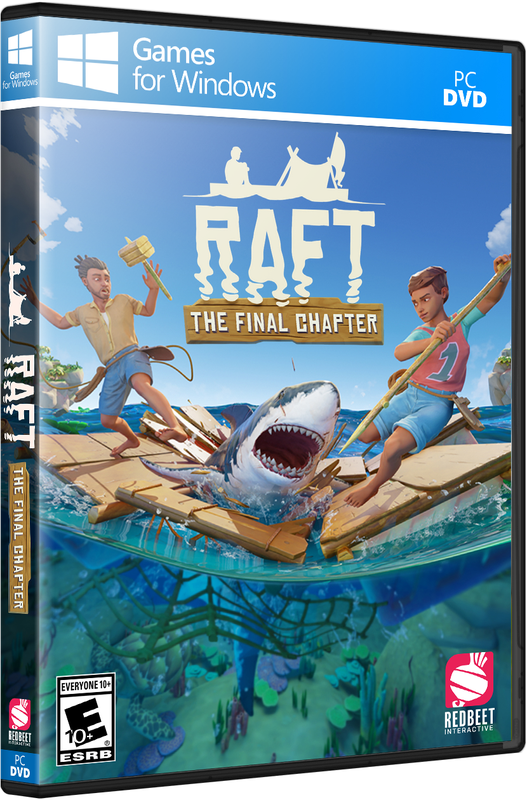 Games
for Windows
PC
DVD
RAFT
THE FINAL CHAPTER
1
EVERYONE 10+
E
10+
®
ESRB
REDBEET
INTERACTIVE
Games
for Windows
RAFT
THE FINAL CHAPTER
REDBEET
INTERACTIVE
PC
DVD